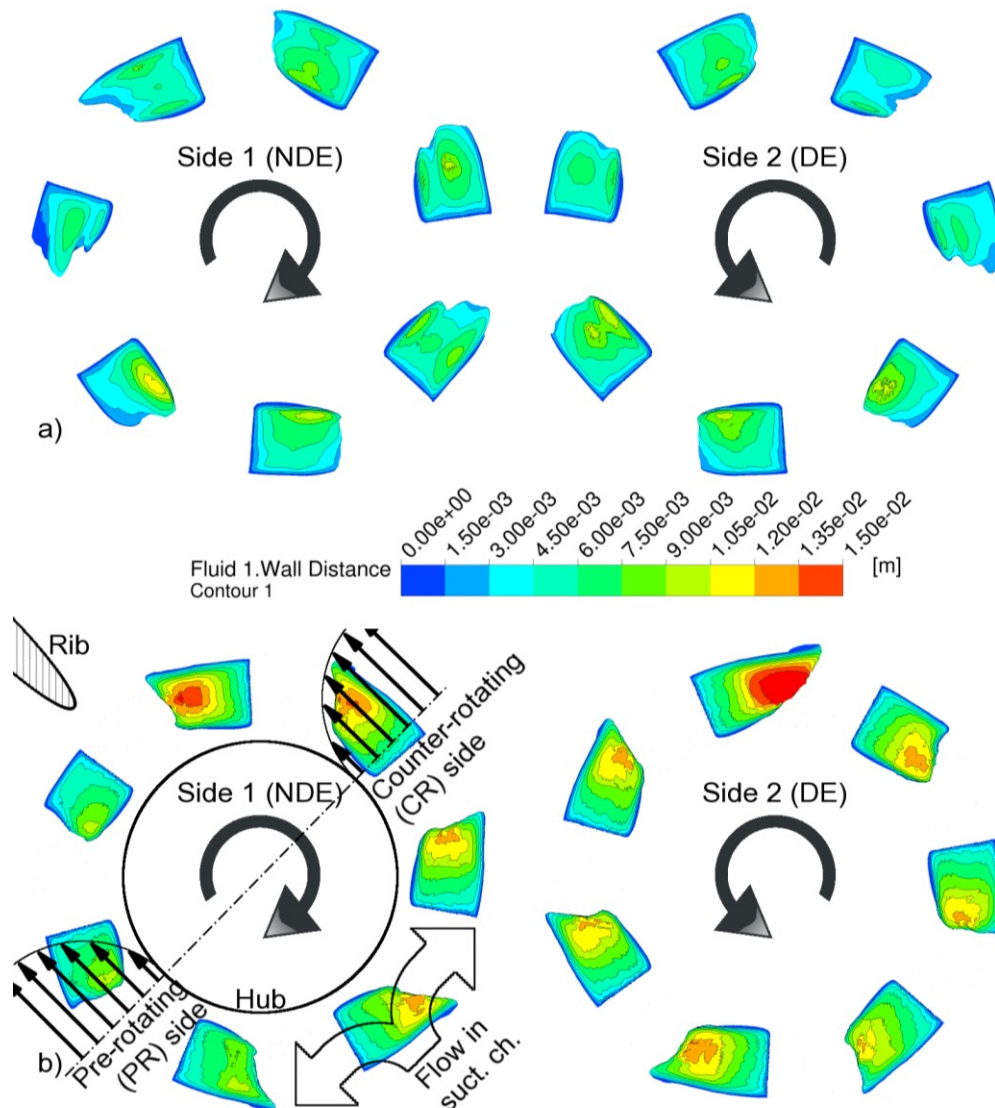 Side 1 (NDE)
Side 2 (DE)
a)
0.00e+00
1.50e-03
3.00e-03
4.50e-03
6.00e-03
7.50e-03
9.00e-03
1.05e-02
1.20e-02
1.35e-02
1.50e-02
[m]
Fluid 1.Wall Distance
Contour 1
Rib
Counter-rotating
(CR) side
Side 1 (NDE)
Side 2 (DE)
Hub
Pre-rotating
(PR) side
b)
Flow in
suct. ch.